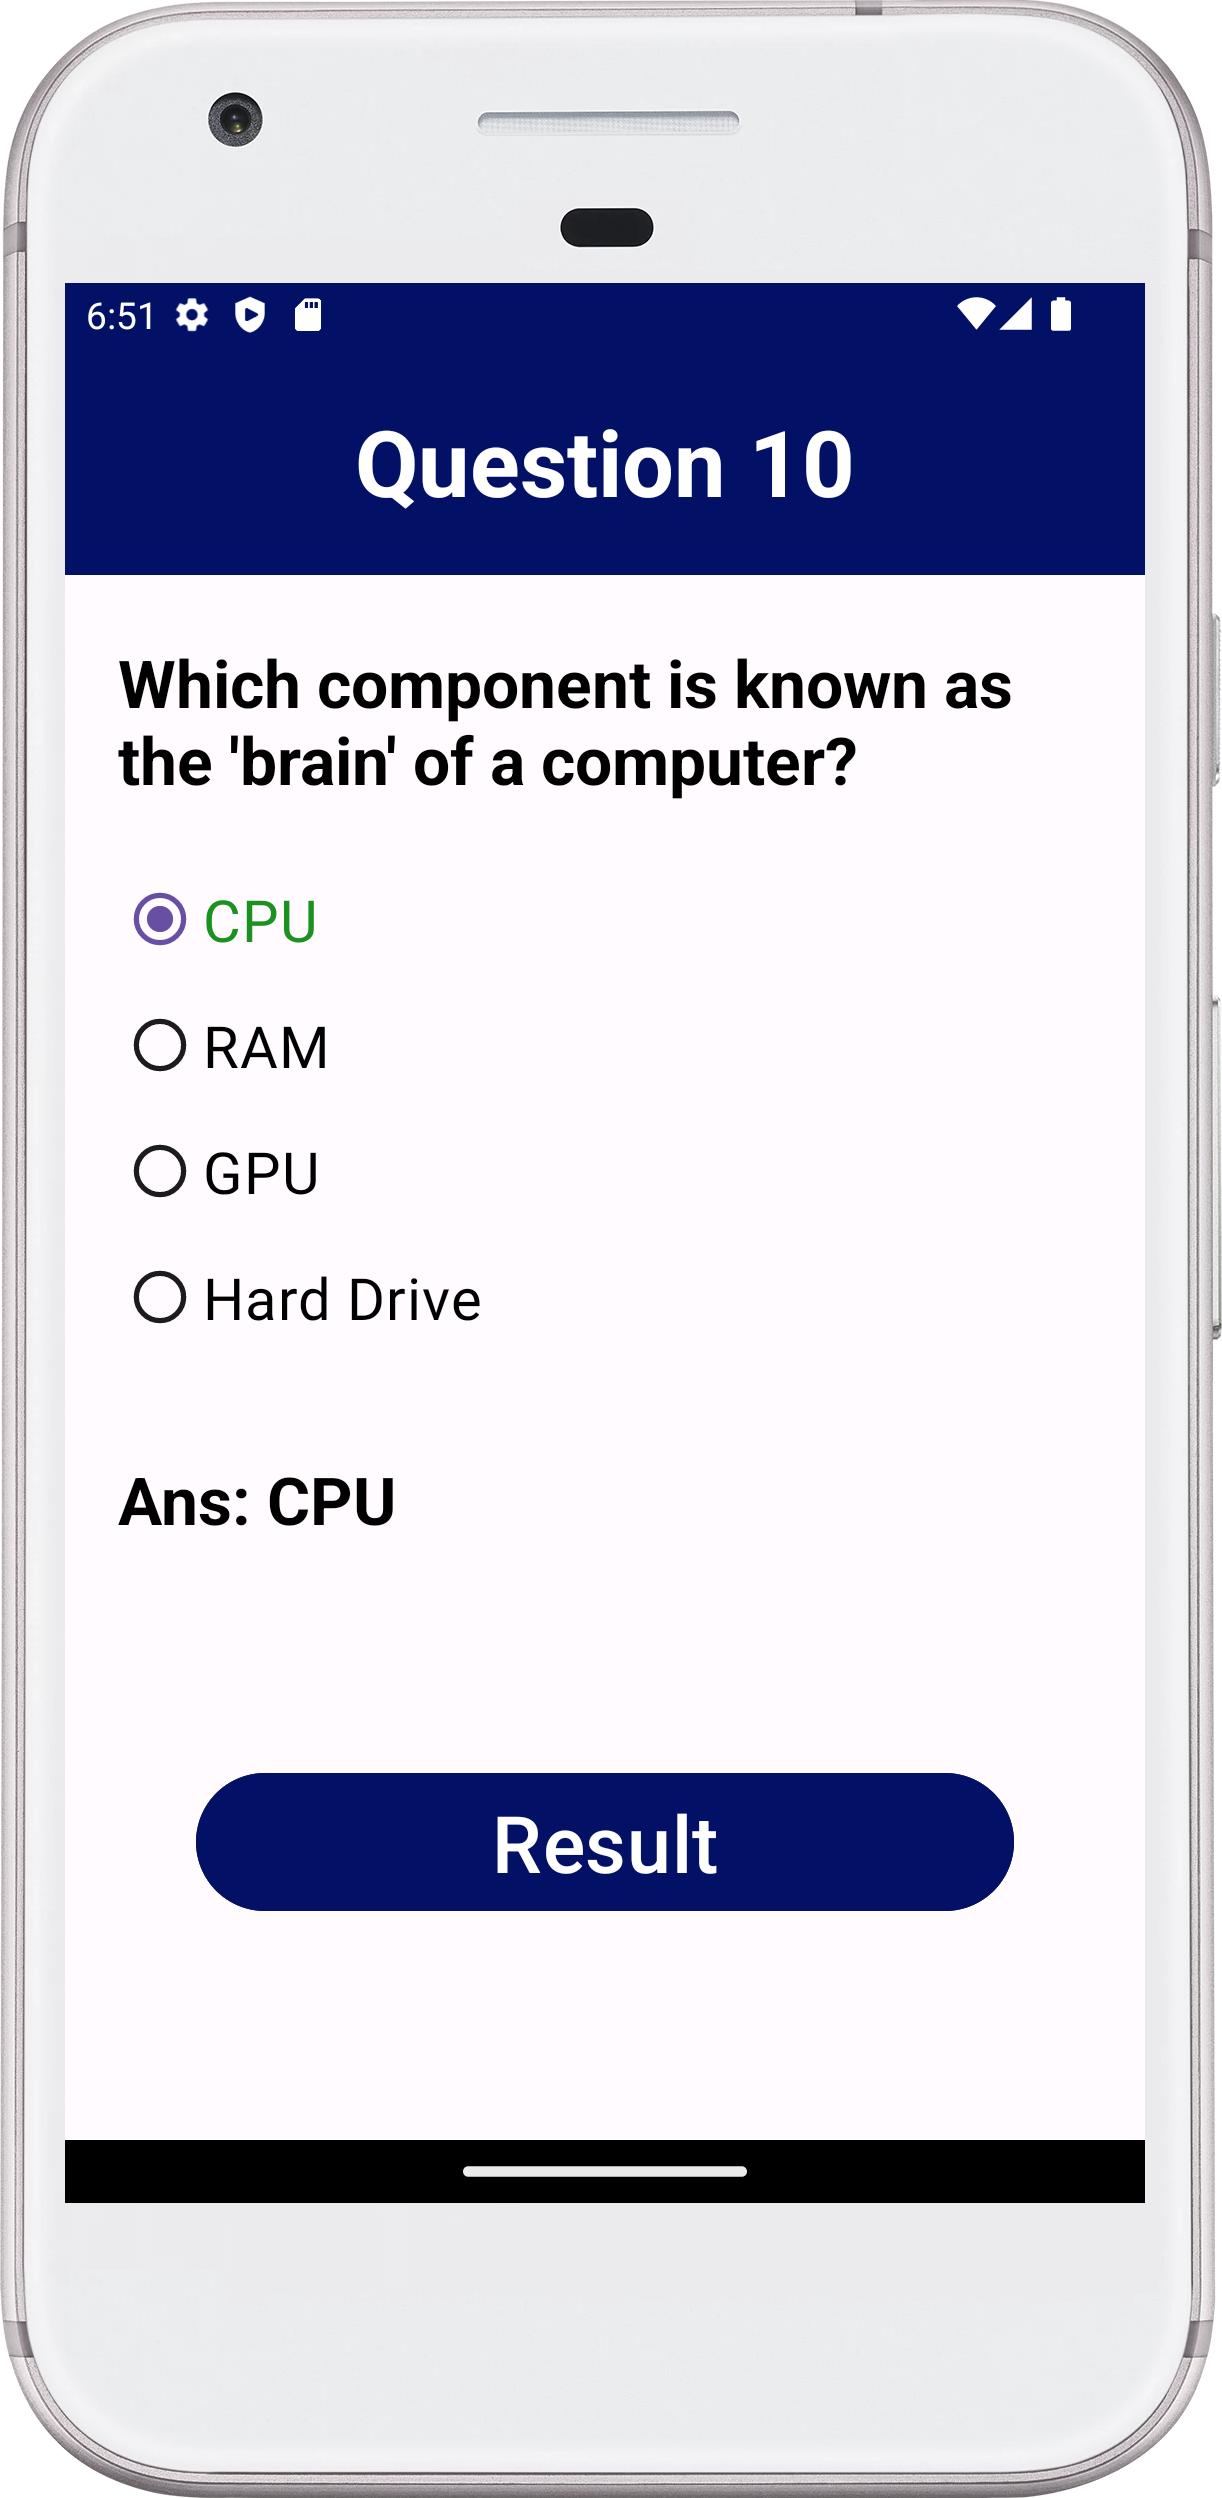 6:51
Question 10
Which component is known as
the 'brain' of a computer?
CPU
RAM
GPU
Hard Drive
Ans: CPU
Result